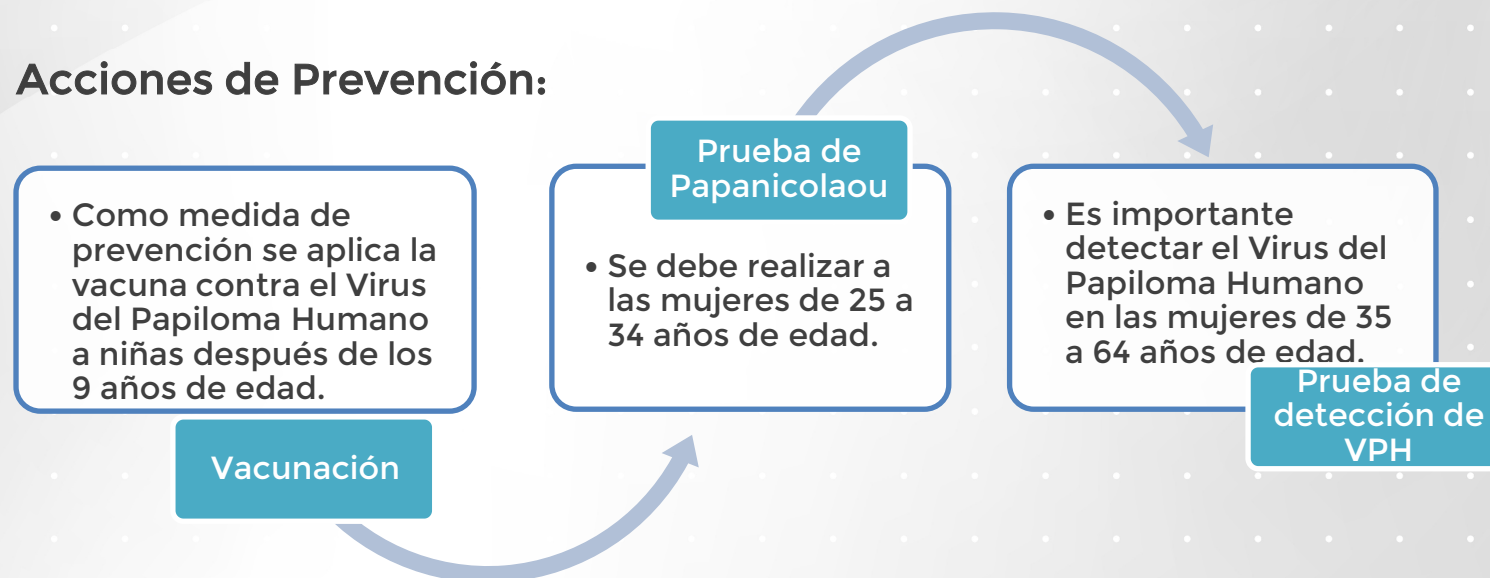 Acciones de Prevención:
• Como medida de
prevención se aplica la
vacuna contra el Virus
del Papiloma Humano
a niñas después de los
9 años de edad.
Vacunación
Prueba de
Papanicolaou
• Se debe realizar a
las mujeres de 25 a
34 años de edad.
• Es importante
detectar el Virus del
Papiloma Humano
en las mujeres de 35
a 64 años de edad.
Prueba de
detección de
VPH